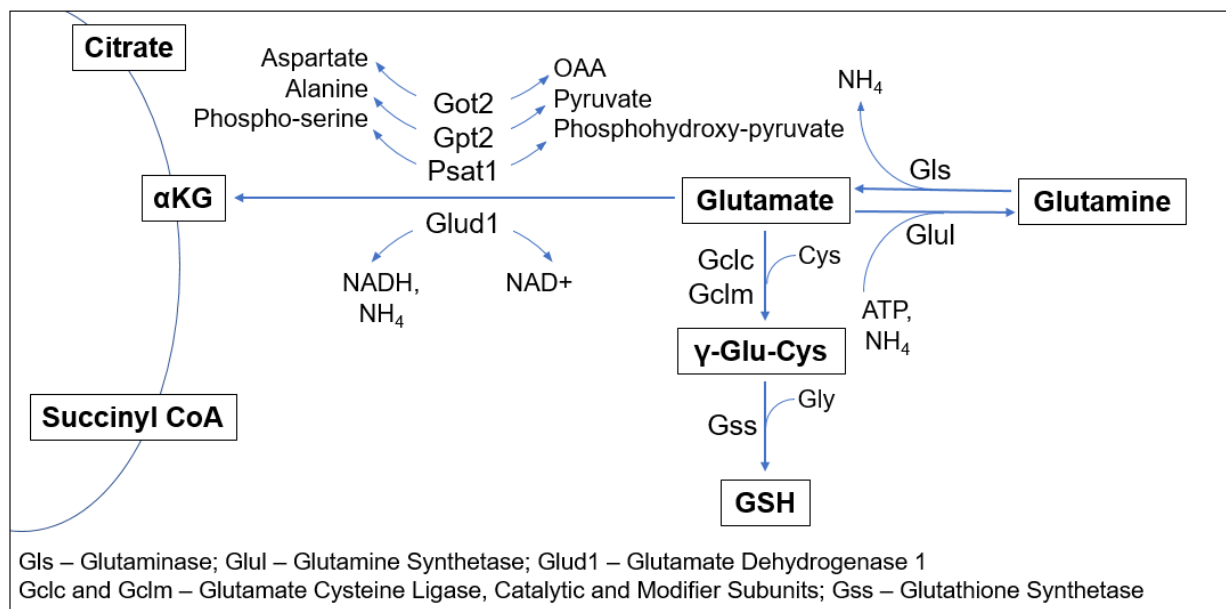 Citrate
Aspartate
Alanine
Phospho-serine
Got2
Gpt2
Psat1
OAA
Pyruvate
Phosphohydroxy-pyruvate
NH4
Gls
αKG
Glutamate
Glutamine
Glud1
Glul
NADH,
NH4
NAD+
Gclc
Gclm
Cys
ATP,
NH4
γ-Glu-Cys
Succinyl CoA
Gss
Gly
GSH
Gls – Glutaminase; Glul – Glutamine Synthetase; Glud1 – Glutamate Dehydrogenase 1
Gclc and Gclm – Glutamate Cysteine Ligase, Catalytic and Modifier Subunits; Gss – Glutathione Synthetase